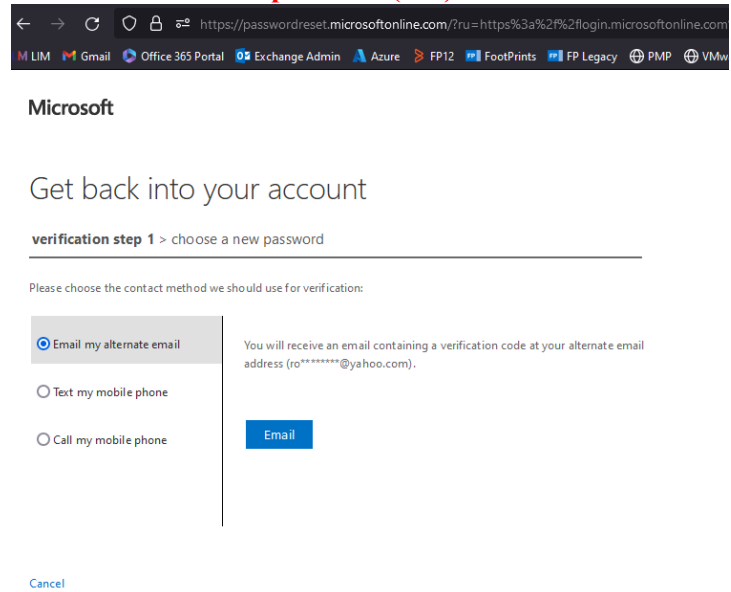 https://passwordreset.microsoftonline.com/?ru=https%3a%2f%2flogin.microsoftonline.com
M LIM Gmail Office 365 Portal Exchange Admin Azure FP12 FootPrints FP Legacy PMP VMw
Microsoft
Get back into your account
verification step 1 > choose a new password
Please choose the contact method we should use for verification:
Email my alternate email
You will receive an email containing a verification code at your alternate email
address (ro********@yahoo.com).
Text my mobile phone
Call my mobile phone
Email
Cancel